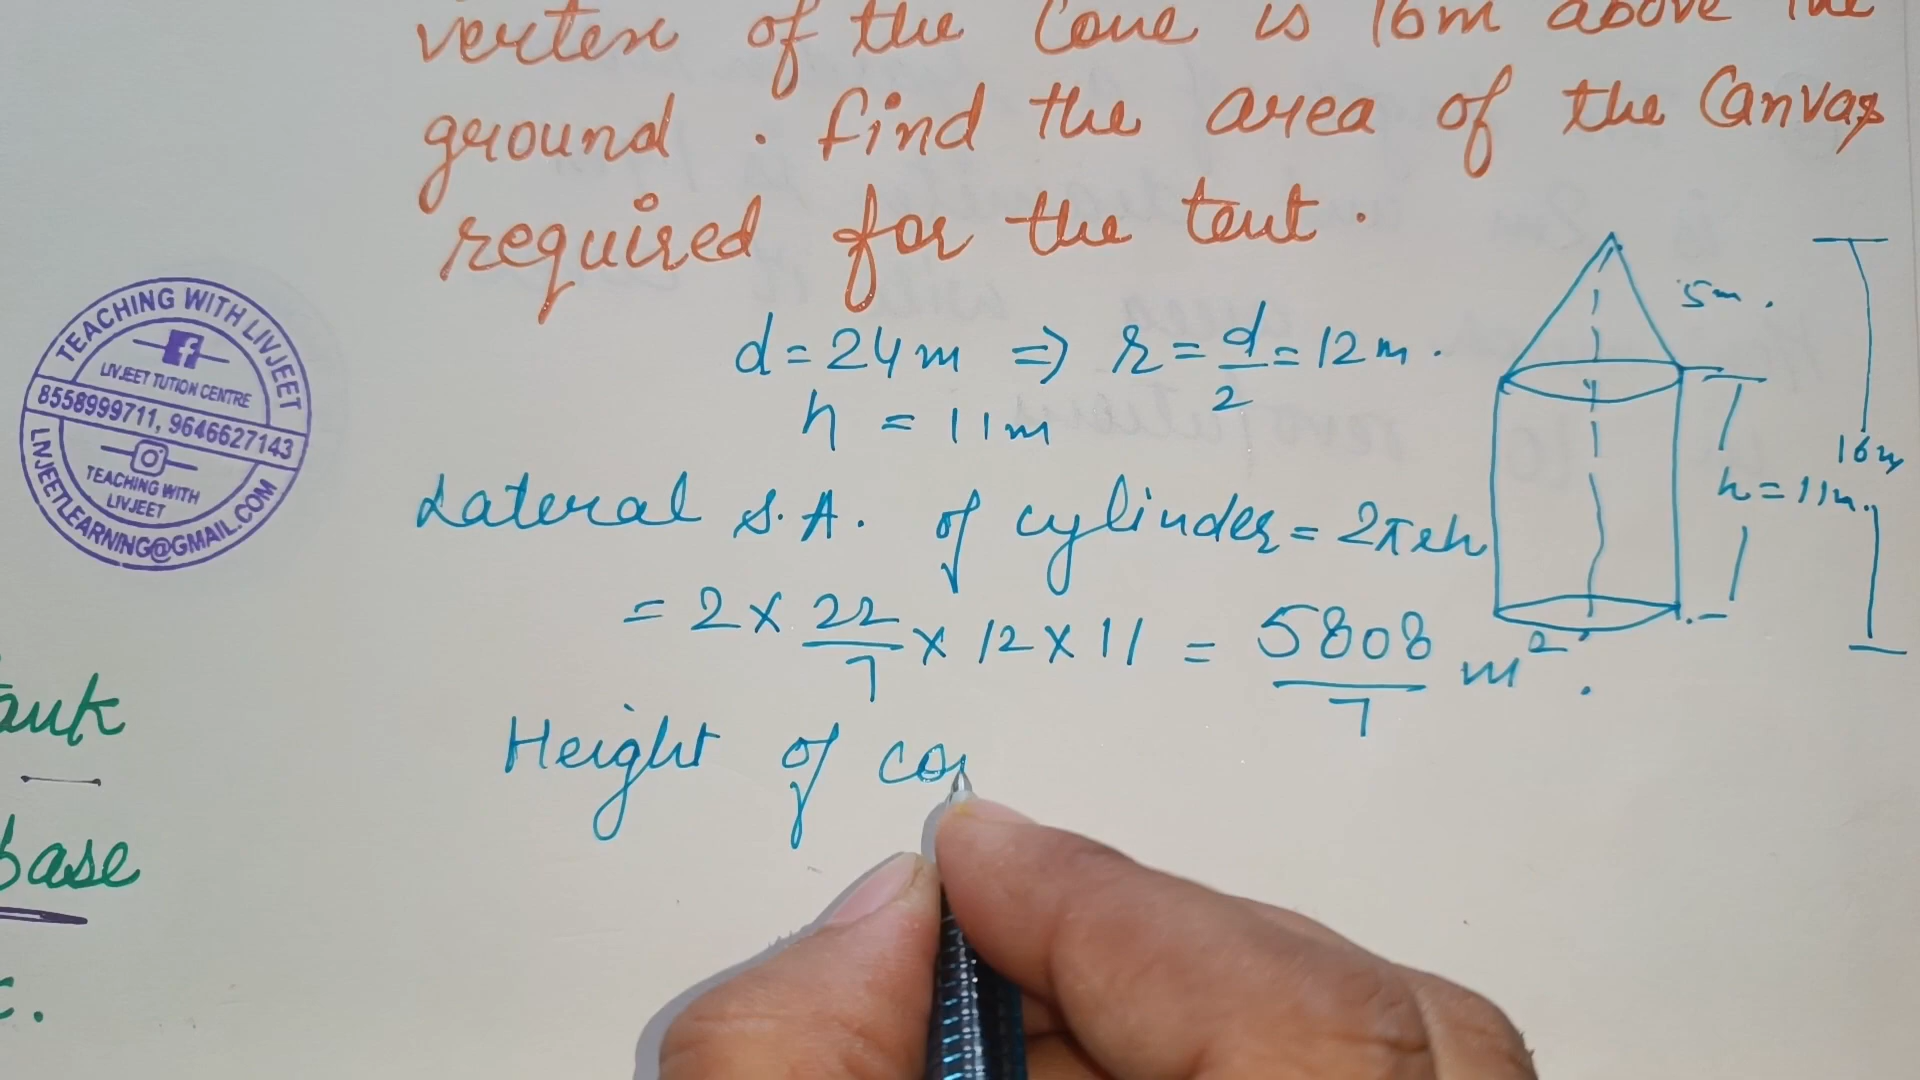 vertex of the Cone is 16m above the
ground. find the area of the Canvas
required for the tent.
d = 24m ⇒ r = d/2 = 12m.
h = 11m
Lateral S.A. of cylinder = 2πrh
= 2 × 22/7 × 12 × 11 = 5808/7 m².
Height of con
5m.
16m
h = 11m.
TEACHING WITH LIVJEET
LIVJEET TUTION CENTRE
8558999711, 9646627143
TEACHING WITH
LIVJEET
LIVJEETLEARNING@GMAIL.COM
base